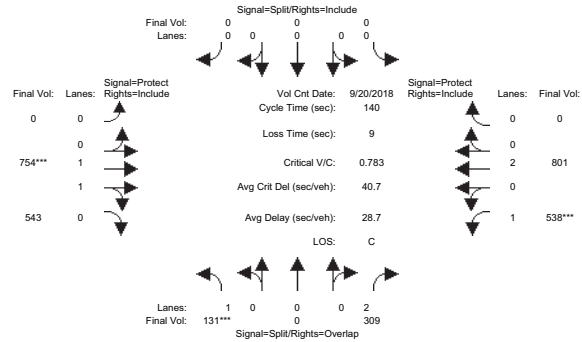 Signal=Split/Rights=Include
Final Vol: 0 0 0
Lanes: 0 0 0 0 0
Signal=Protect
Final Vol: Lanes: Rights=Include
Vol Cnt Date: 9/20/2018
Signal=Protect
Rights=Include Lanes: Final Vol:
Cycle Time (sec): 140
0 0
0 0
Loss Time (sec): 9
0
0
754*** 1
Critical V/C: 0.783
2 801
1
Avg Crit Del (sec/veh): 40.7
0
543 0
Avg Delay (sec/veh): 28.7
1 538***
LOS: C
Lanes: 1 0 0 0 2
Final Vol: 131*** 0 309
Signal=Split/Rights=Overlap